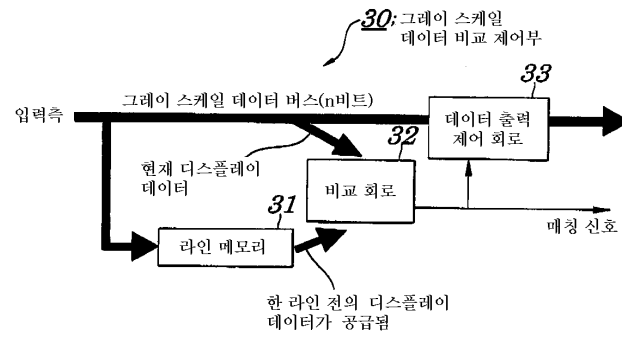 30; 그레이 스케일
데이터 비교 제어부
33
입력측
그레이 스케일 데이터 버스(n비트)
데이터 출력
제어 회로
32
현재 디스플레이
데이터
비교 회로
31
라인 메모리
매칭 신호
한 라인 전의 디스플레이
데이터가 공급됨